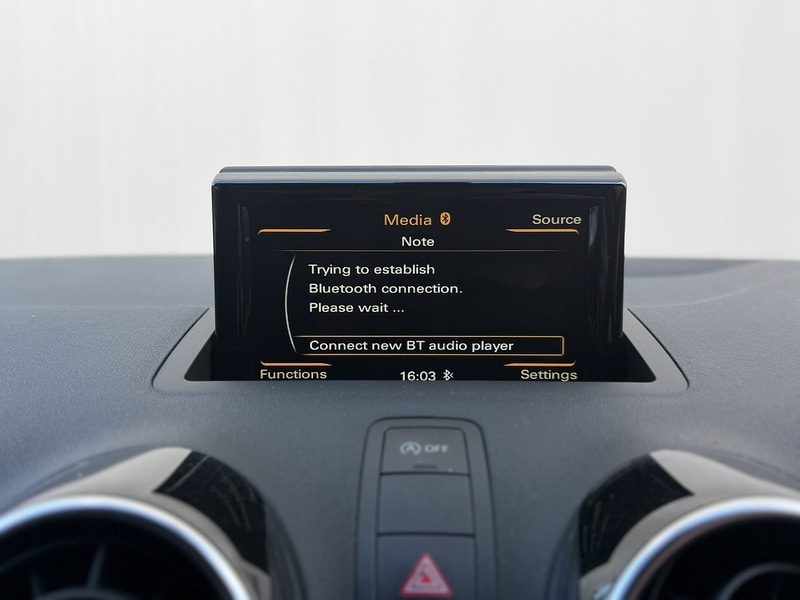 Media
Source
Note
Trying to establish
Bluetooth connection.
Please wait ...
Connect new BT audio player
Functions
16:03
Settings
A OFF